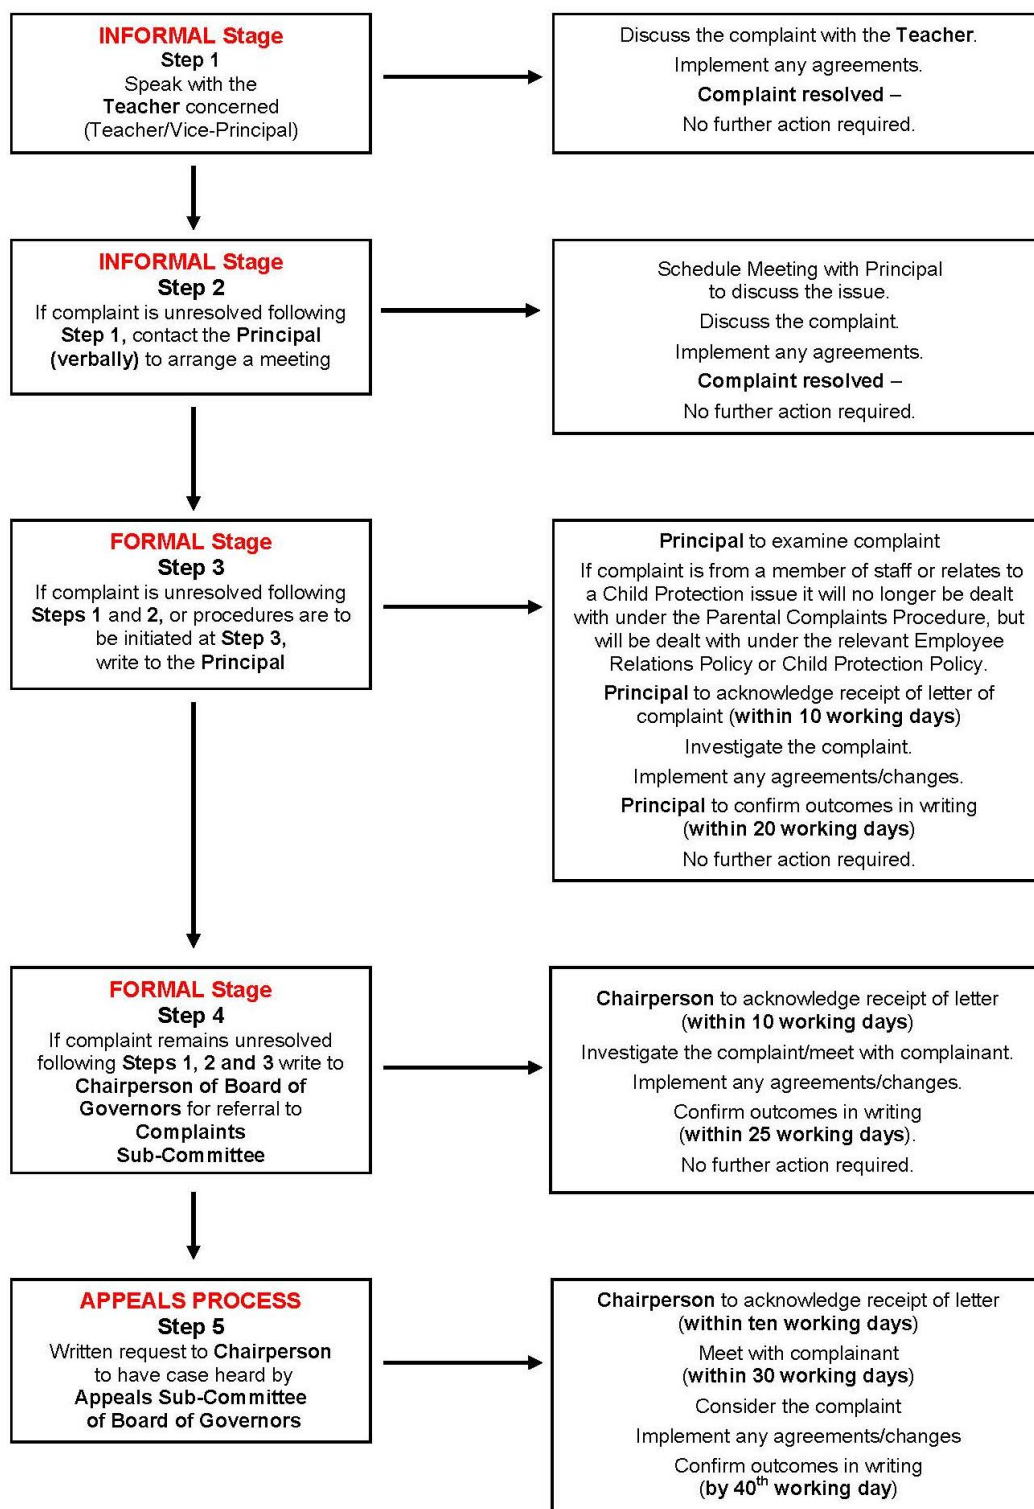 INFORMAL Stage
Step 1
Speak with the
Teacher concerned
(Teacher/Vice-Principal)
Discuss the complaint with the Teacher.
Implement any agreements.
Complaint resolved –
No further action required.
INFORMAL Stage
Step 2
If complaint is unresolved following
Step 1, contact the Principal
(verbally) to arrange a meeting
Schedule Meeting with Principal
to discuss the issue.
Discuss the complaint.
Implement any agreements.
Complaint resolved –
No further action required.
FORMAL Stage
Step 3
If complaint is unresolved following
Steps 1 and 2, or procedures are to
be initiated at Step 3,
write to the Principal
Principal to examine complaint
If complaint is from a member of staff or relates to
a Child Protection issue it will no longer be dealt
with under the Parental Complaints Procedure, but
will be dealt with under the relevant Employee
Relations Policy or Child Protection Policy.
Principal to acknowledge receipt of letter of
complaint (within 10 working days)
Investigate the complaint.
Implement any agreements/changes.
Principal to confirm outcomes in writing
(within 20 working days)
No further action required.
FORMAL Stage
Step 4
If complaint remains unresolved
following Steps 1, 2 and 3 write to
Chairperson of Board of
Governors for referral to
Complaints
Sub-Committee
Chairperson to acknowledge receipt of letter
(within 10 working days)
Investigate the complaint/meet with complainant.
Implement any agreements/changes.
Confirm outcomes in writing
(within 25 working days).
No further action required.
APPEALS PROCESS
Step 5
Written request to Chairperson
to have case heard by
Appeals Sub-Committee
of Board of Governors
Chairperson to acknowledge receipt of letter
(within ten working days)
Meet with complainant
(within 30 working days)
Consider the complaint
Implement any agreements/changes
Confirm outcomes in writing
(by 40th working day)